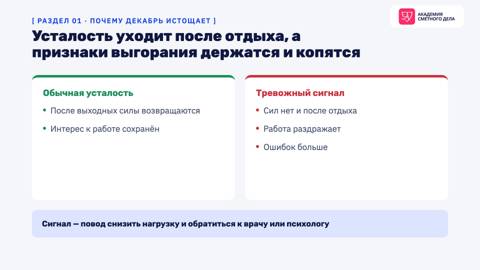 [ РАЗДЕЛ 01 · ПОЧЕМУ ДЕКАБРЬ ИСТОЩАЕТ ]
АКАДЕМИЯ
СМЕТНОГО ДЕЛА
Усталость уходит после отдыха, а
признаки выгорания держатся и копятся
Обычная усталость
• После выходных силы возвращаются
• Интерес к работе сохранён
Тревожный сигнал
• Сил нет и после отдыха
• Работа раздражает
• Ошибок больше
Сигнал — повод снизить нагрузку и обратиться к врачу или психологу